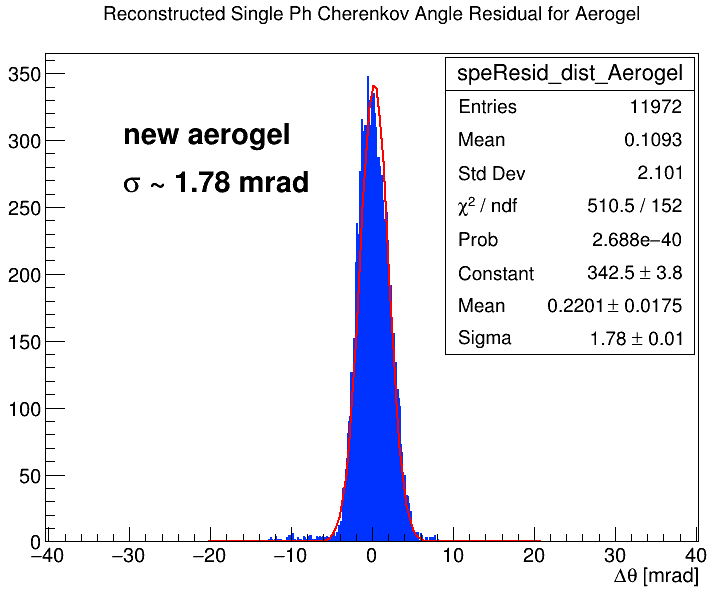 Reconstructed Single Ph Cherenkov Angle Residual for Aerogel
speResid_dist_Aerogel
Entries 11972
Mean 0.1093
Std Dev 2.101
χ² / ndf 510.5 / 152
Prob 2.688e−40
Constant 342.5 ± 3.8
Mean 0.2201 ± 0.0175
Sigma 1.78 ± 0.01
new aerogel
σ ~ 1.78 mrad
350
300
250
200
150
100
50
0
−40 −30 −20 −10 0 10 20 30 40
Δθ [mrad]